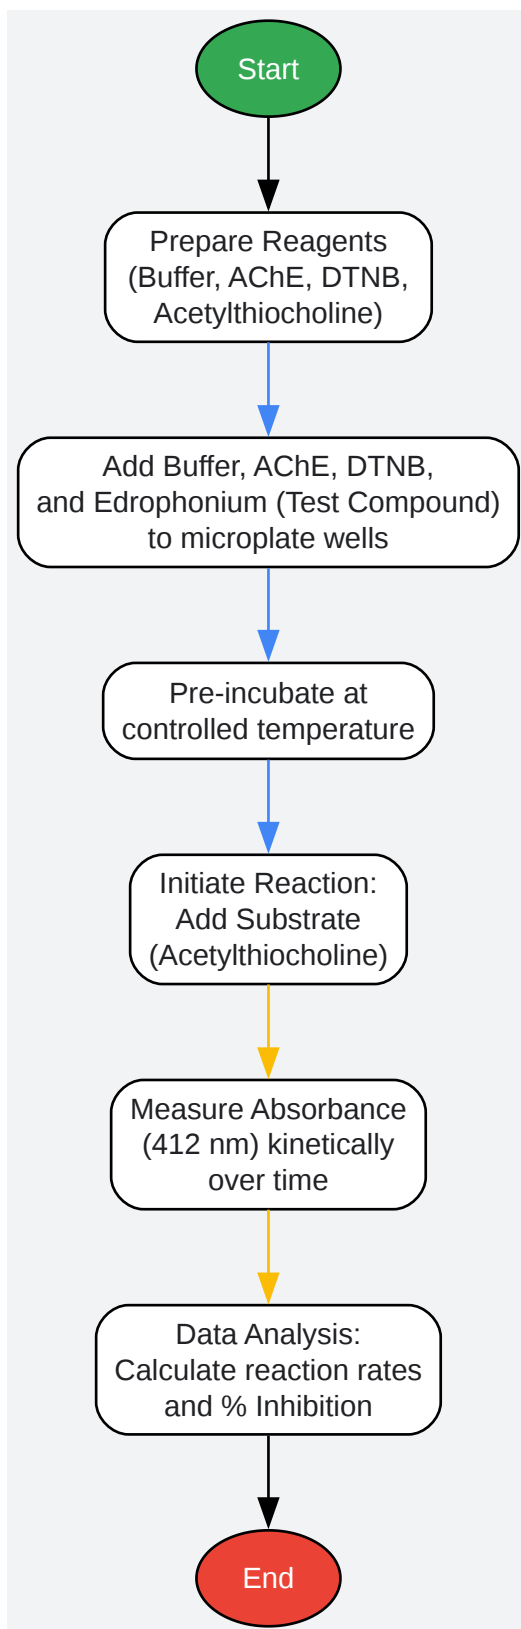 Start
Prepare Reagents
(Buffer, AChE, DTNB,
Acetylthiocholine)
Add Buffer, AChE, DTNB,
and Edrophonium (Test Compound)
to microplate wells
Pre-incubate at
controlled temperature
Initiate Reaction:
Add Substrate
(Acetylthiocholine)
Measure Absorbance
(412 nm) kinetically
over time
Data Analysis:
Calculate reaction rates
and % Inhibition
End